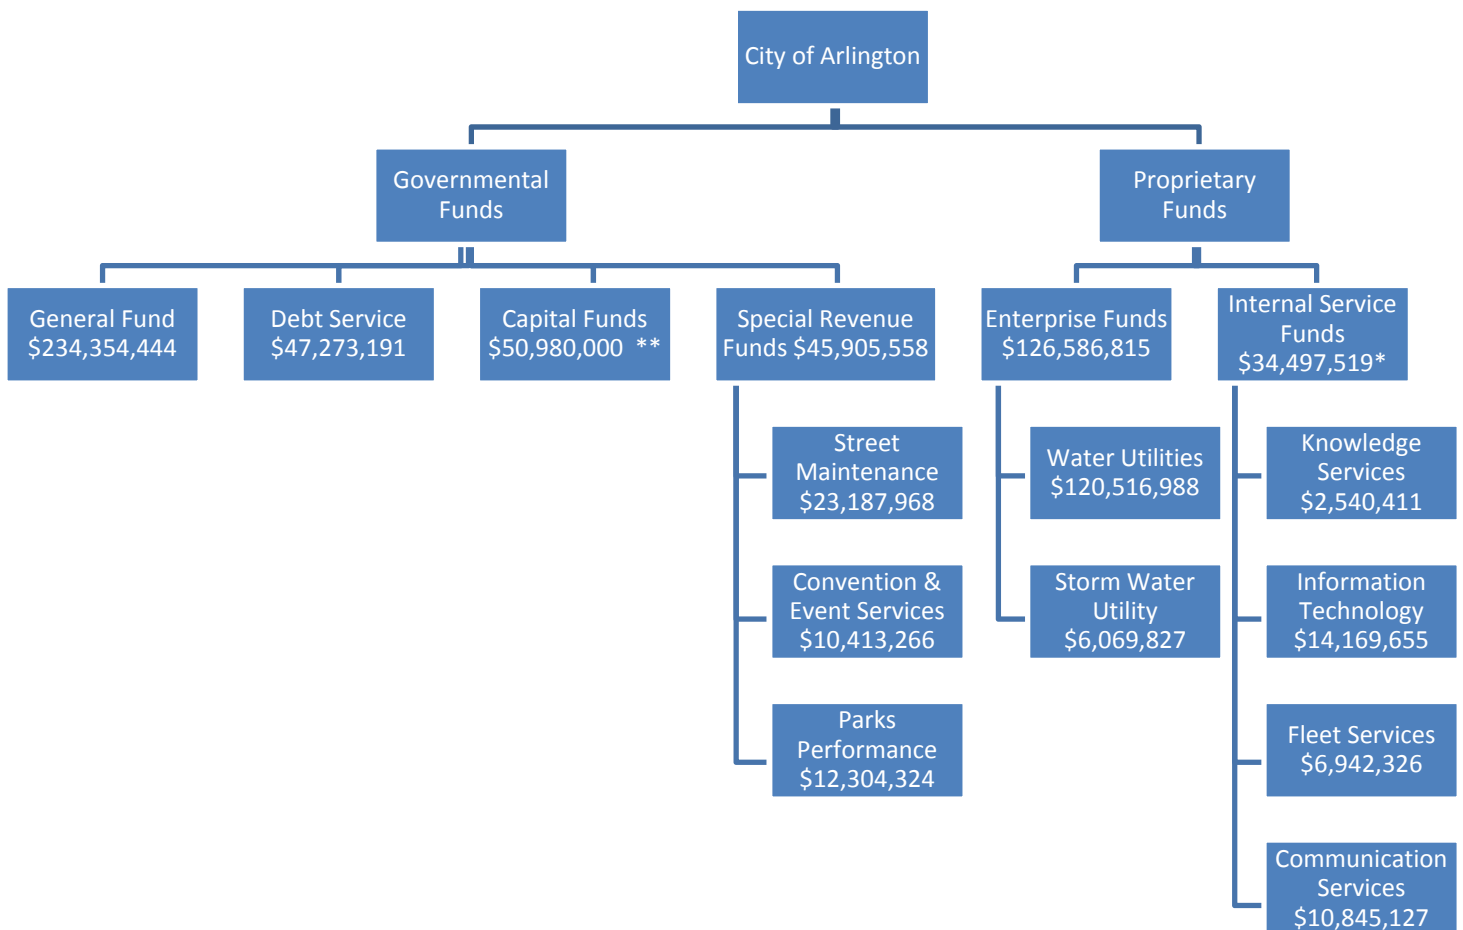 City of Arlington
Governmental
Funds
Proprietary
Funds
General Fund
$234,354,444
Debt Service
$47,273,191
Capital Funds
$50,980,000 **
Special Revenue
Funds $45,905,558
Enterprise Funds
$126,586,815
Internal Service
Funds
$34,497,519*
Street
Maintenance
$23,187,968
Convention &
Event Services
$10,413,266
Parks
Performance
$12,304,324
Water Utilities
$120,516,988
Storm Water
Utility
$6,069,827
Knowledge
Services
$2,540,411
Information
Technology
$14,169,655
Fleet Services
$6,942,326
Communication
Services
$10,845,127